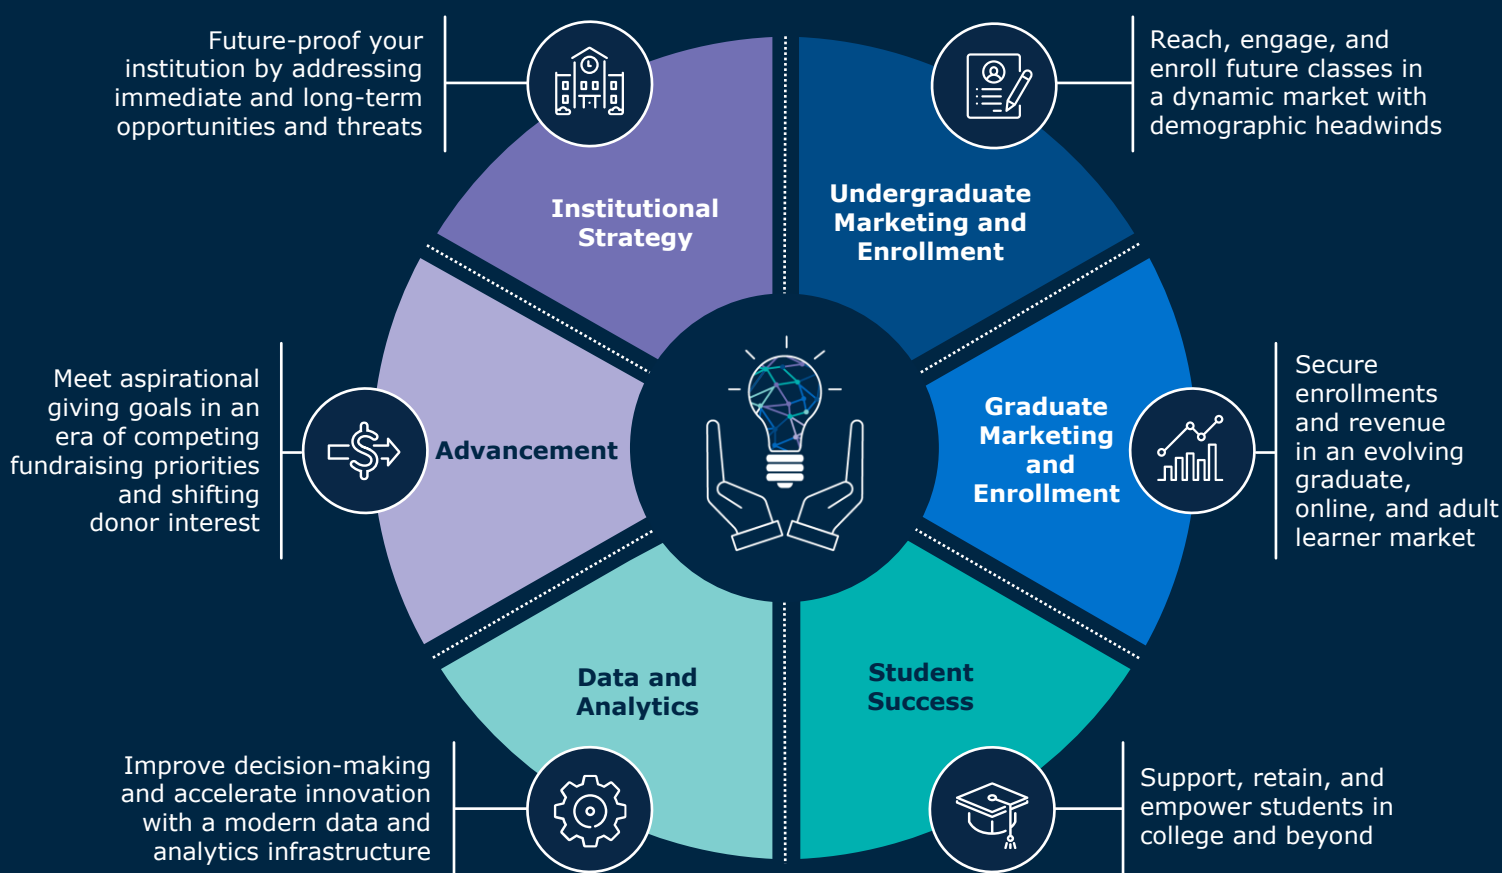 Future-proof your
institution by addressing
immediate and long-term
opportunities and threats
Institutional
Strategy
Reach, engage, and
enroll future classes in
a dynamic market with
demographic headwinds
Undergraduate
Marketing and
Enrollment
Secure
enrollments
and revenue
in an evolving
graduate,
online, and adult
learner market
Graduate
Marketing
and
Enrollment
Support, retain, and
empower students in
college and beyond
Student
Success
Improve decision-making
and accelerate innovation
with a modern data and
analytics infrastructure
Data and
Analytics
Meet aspirational
giving goals in an
era of competing
fundraising priorities
and shifting
donor interest
Advancement